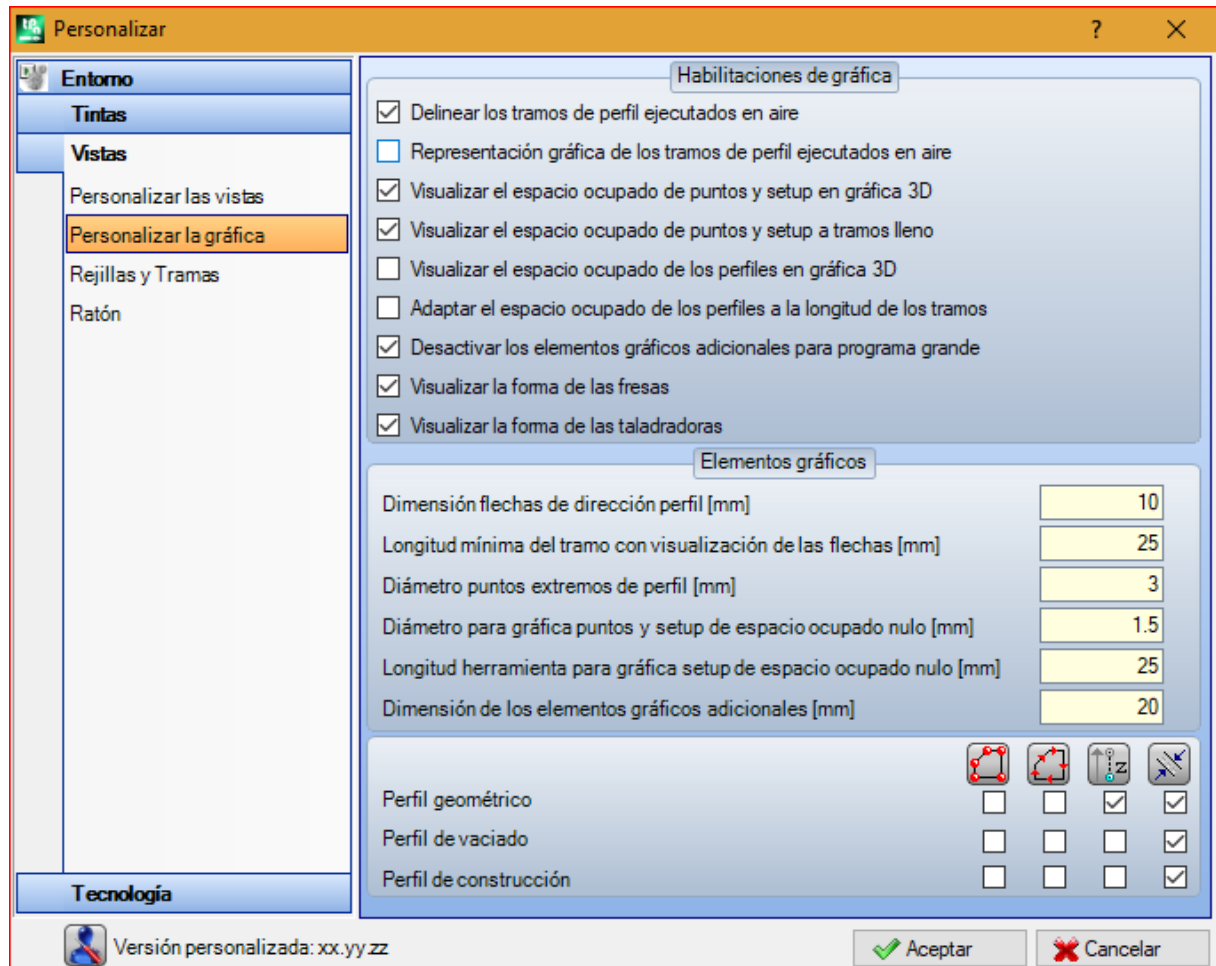 Personalizar
?
Entorno
Tintas
Vistas
Personalizar las vistas
Personalizar la gráfica
Rejillas y Tramas
Ratón
Tecnología
Habilitaciones de gráfica
Delinear los tramos de perfil ejecutados en aire
Representación gráfica de los tramos de perfil ejecutados en aire
Visualizar el espacio ocupado de puntos y setup en gráfica 3D
Visualizar el espacio ocupado de puntos y setup a tramos lleno
Visualizar el espacio ocupado de los perfiles en gráfica 3D
Adaptar el espacio ocupado de los perfiles a la longitud de los tramos
Desactivar los elementos gráficos adicionales para programa grande
Visualizar la forma de las fresas
Visualizar la forma de las taladradoras
Elementos gráficos
Dimensión flechas de dirección perfil [mm] 10
Longitud mínima del tramo con visualización de las flechas [mm] 25
Diámetro puntos extremos de perfil [mm] 3
Diámetro para gráfica puntos y setup de espacio ocupado nulo [mm] 1.5
Longitud herramienta para gráfica setup de espacio ocupado nulo [mm] 25
Dimensión de los elementos gráficos adicionales [mm] 20
z
Perfil geométrico
Perfil de vaciado
Perfil de construcción
Versión personalizada: xx.yy.zz
Aceptar
Cancelar